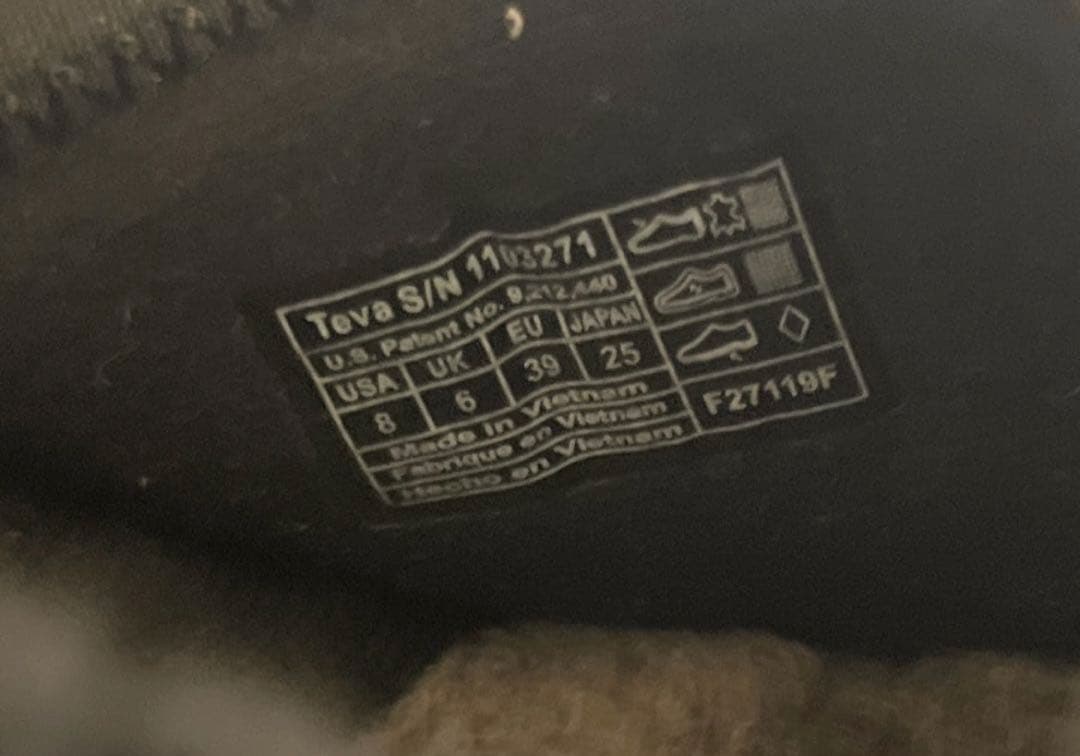 Teva S/N 1103271
U.S. Patent No. 9,212,440
USA UK EU JAPAN
8 6 39 25
Made in Vietnam
Fabrique en Vietnam
Hecho en Vietnam
F27119F